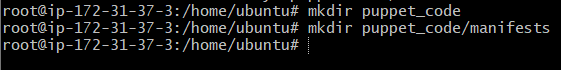 root@ip-172-31-37-3:/home/ubuntu# mkdir puppet_code
root@ip-172-31-37-3:/home/ubuntu# mkdir puppet_code/manifests
root@ip-172-31-37-3:/home/ubuntu#